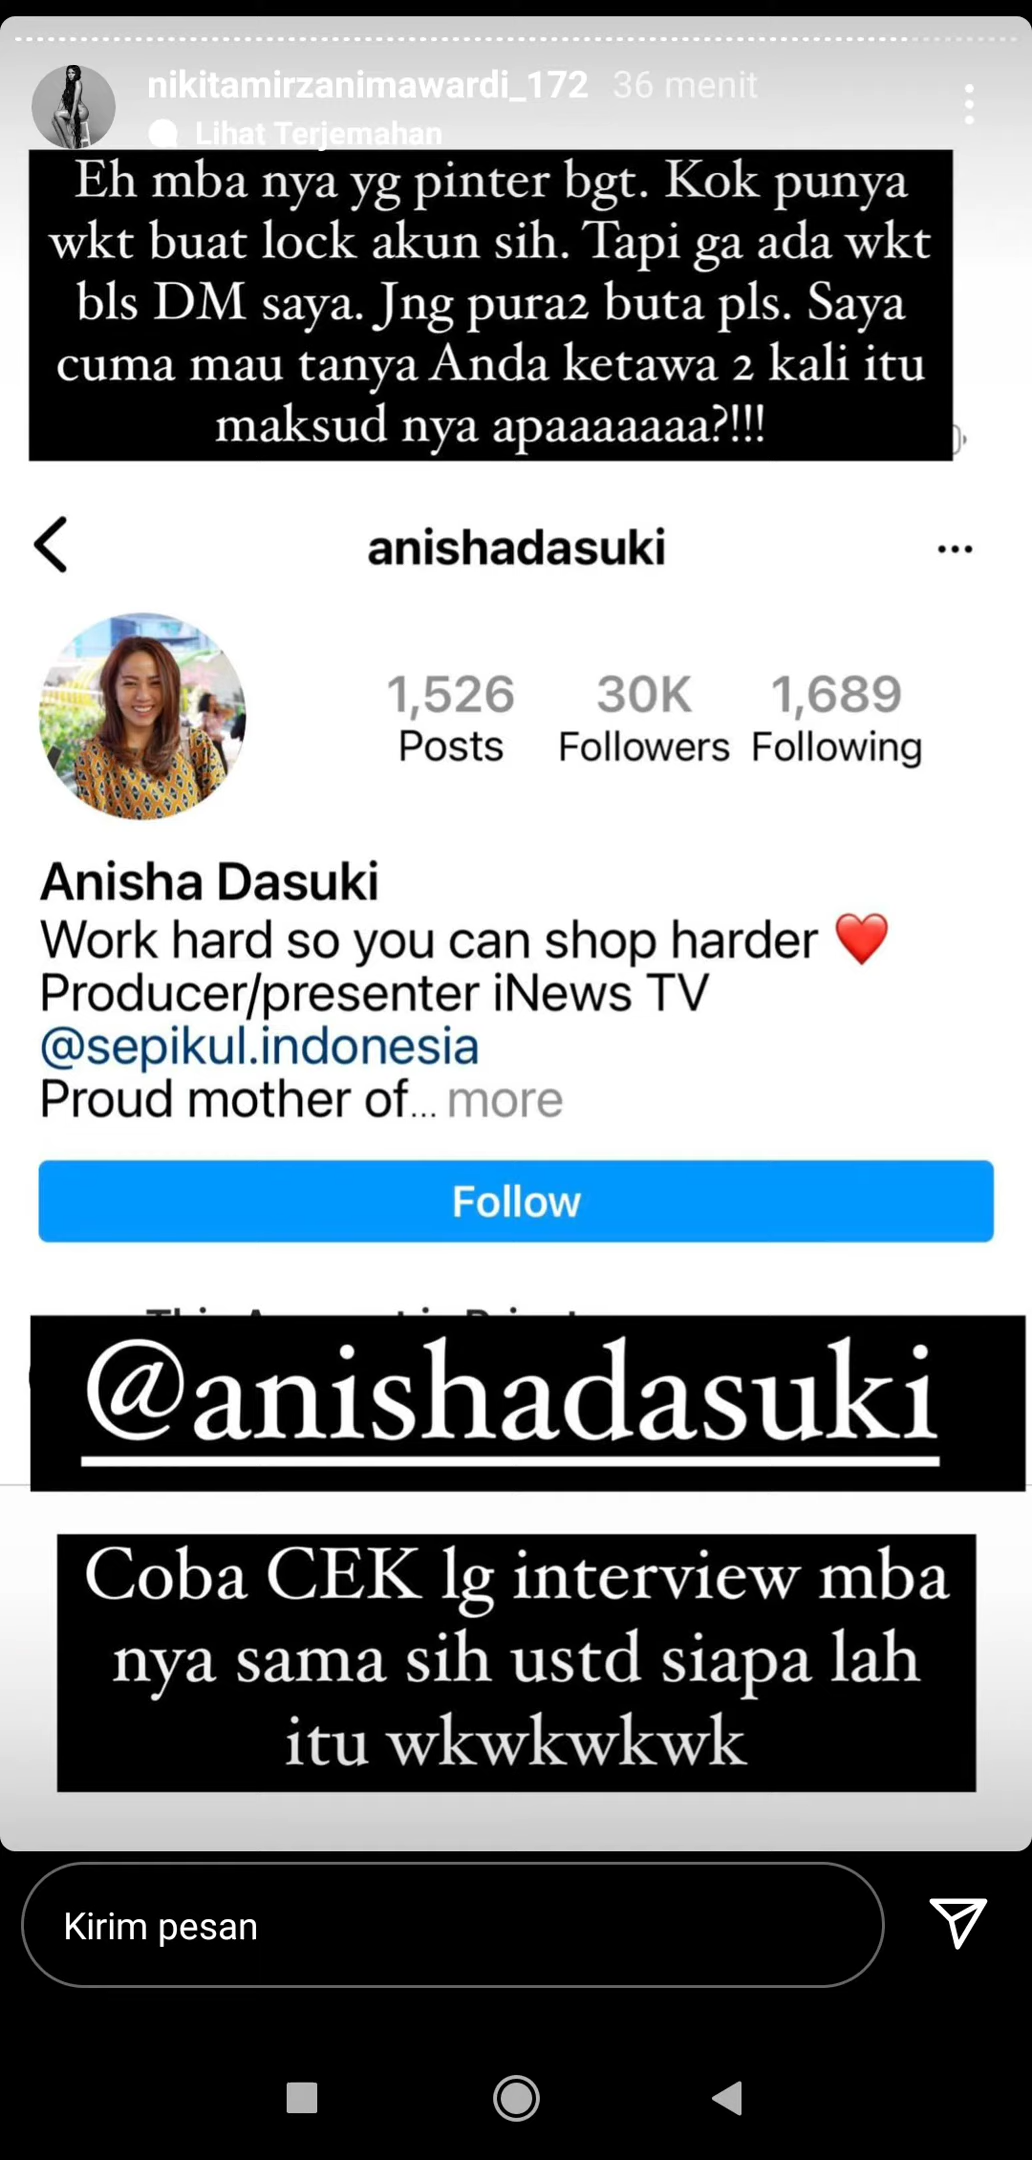 nikitamirzanimawardi_172 36 menit
Lihat Terjemahan
Eh mba nya yg pinter bgt. Kok punya
wkt buat lock akun sih. Tapi ga ada wkt
bls DM saya. Jng pura2 buta pls. Saya
cuma mau tanya Anda ketawa 2 kali itu
maksud nya apaaaaaaa?!!!
anishadasuki
1,526 30K 1,689
Posts Followers Following
Anisha Dasuki
Work hard so you can shop harder ❤️
Producer/presenter iNews TV
@sepikul.indonesia
Proud mother of... more
Follow
@anishadasuki
Coba CEK lg interview mba
nya sama sih ustd siapa lah
itu wkwkwkwk
Kirim pesan